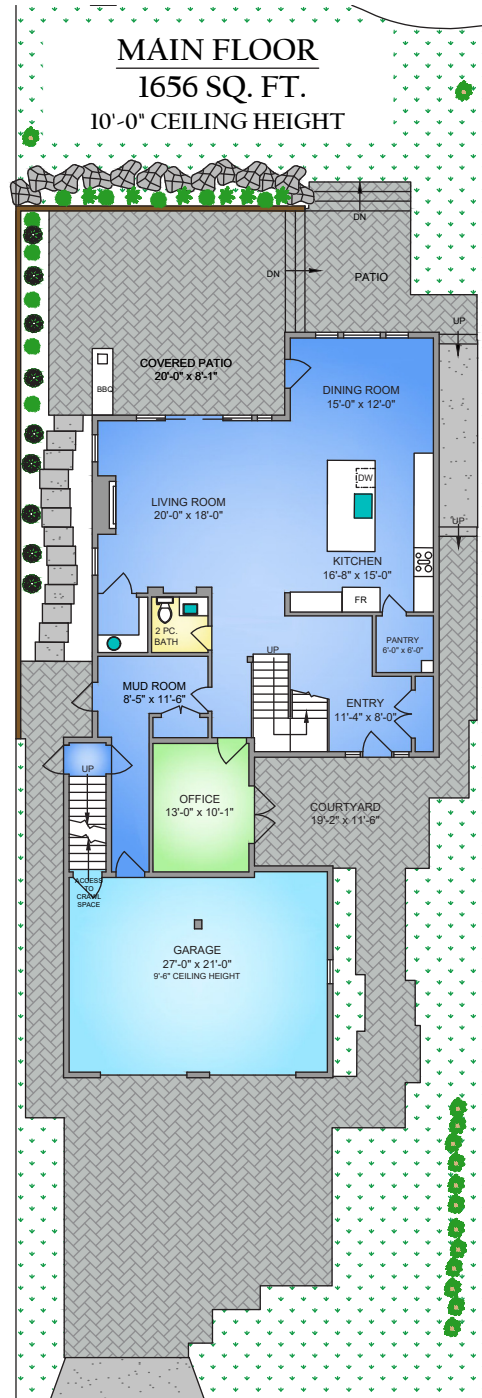 MAIN FLOOR
1656 SQ. FT.
10'-0" CEILING HEIGHT
DN
DN
PATIO
UP
COVERED PATIO
20'-0" x 8'-1"
BBQ
DINING ROOM
15'-0" x 12'-0"
DW
LIVING ROOM
20'-0" x 18'-0"
UP
KITCHEN
16'-8" x 15'-0"
FR
2 PC.
BATH
PANTRY
6'-0" x 6'-0"
UP
MUD ROOM
8'-5" x 11'-6"
ENTRY
11'-4" x 8'-0"
UP
OFFICE
13'-0" x 10'-1"
COURTYARD
19'-2" x 11'-6"
ACCESS
TO
CRAWL
SPACE
GARAGE
27'-0" x 21'-0"
9'-6" CEILING HEIGHT